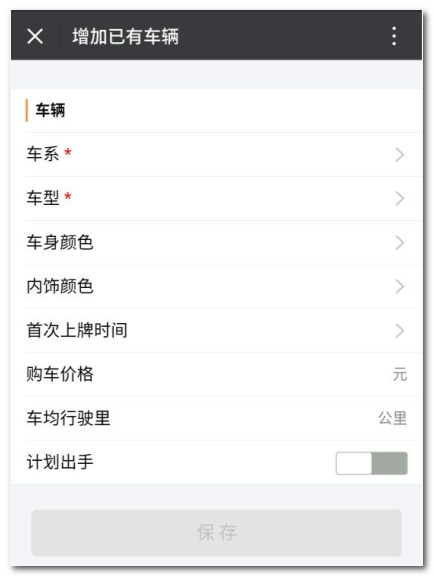 增加已有车辆
车辆
车系 *
车型 *
车身颜色
内饰颜色
首次上牌时间
购车价格 元
车均行驶里 公里
计划出手
保存